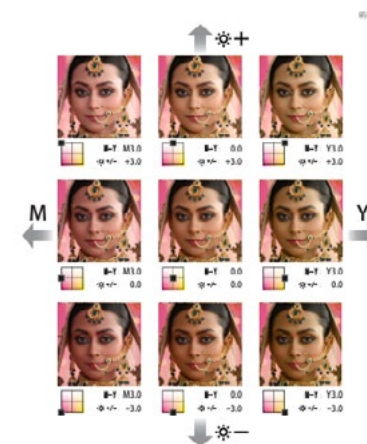 +
M Y
M-Y M3.0 M-Y 0.0 M-Y Y3.0
+/- +3.0 +/- +3.0 +/- +3.0
M-Y M3.0 M-Y 0.0 M-Y Y3.0
+/- 0.0 +/- 0.0 +/- 0.0
M-Y M3.0 M-Y 0.0 M-Y Y3.0
+/- -3.0 +/- -3.0 +/- -3.0
-